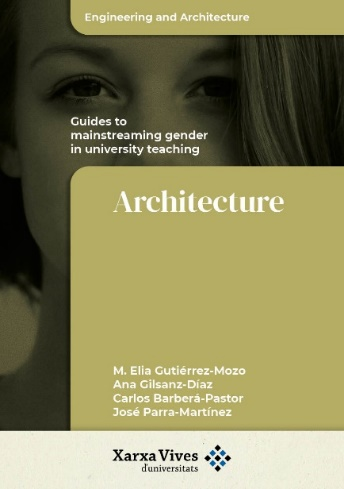 Engineering and Architecture
Guides to
mainstreaming gender
in university teaching
Architecture
M. Elia Gutiérrez-Mozo
Ana Gilsanz-Díaz
Carlos Barberá-Pastor
José Parra-Martínez
Xarxa Vives
d'universitats